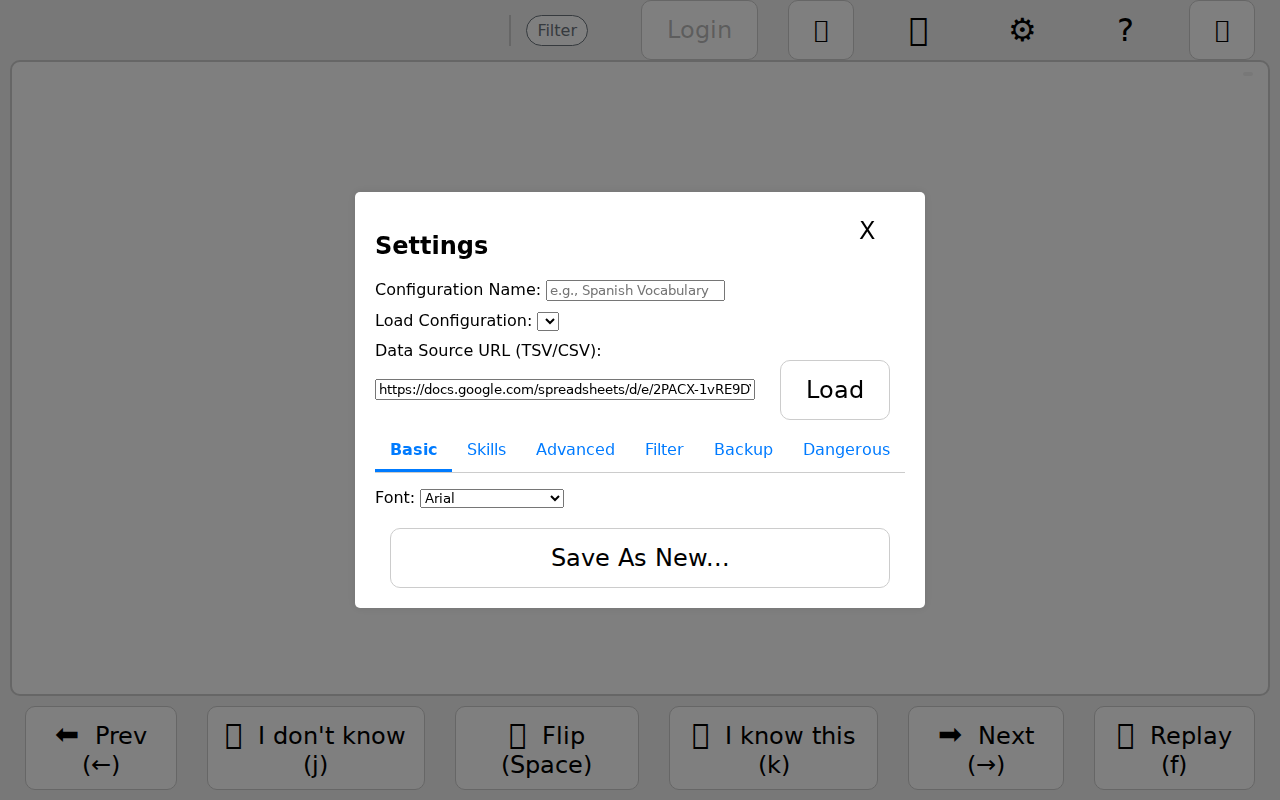 Filter
Login
?
Settings
X
Configuration Name: e.g., Spanish Vocabulary
Load Configuration:
Data Source URL (TSV/CSV):
https://docs.google.com/spreadsheets/d/e/2PACX-1vRE9D
Load
Basic Skills Advanced Filter Backup Dangerous
Font: Arial
Save As New...
⬅ Prev
(←)
I don't know
(j)
Flip
(Space)
I know this
(k)
➡ Next
(→)
Replay
(f)